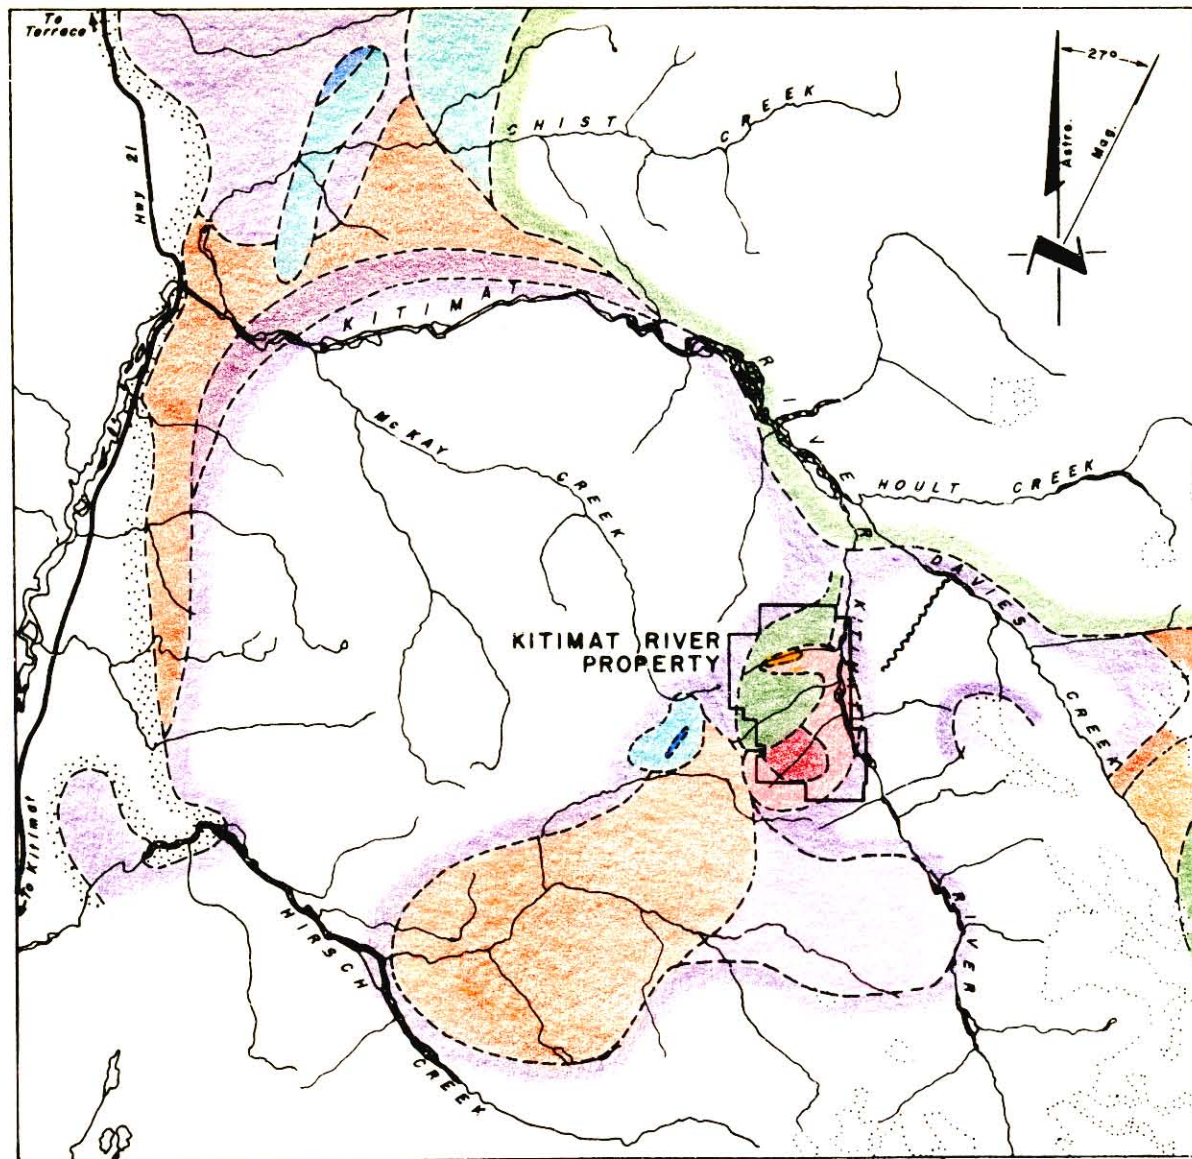 To
Terrace
Hwy 21
CHIST CREEK
27°
Astro.
Mag.
KITIMAT RIVER
McKAY CREEK
HOULT CREEK
DAVIES CREEK
KITIMAT RIVER
PROPERTY
KITIMAT RIVER
To Kitimat
HIRSCH CREEK